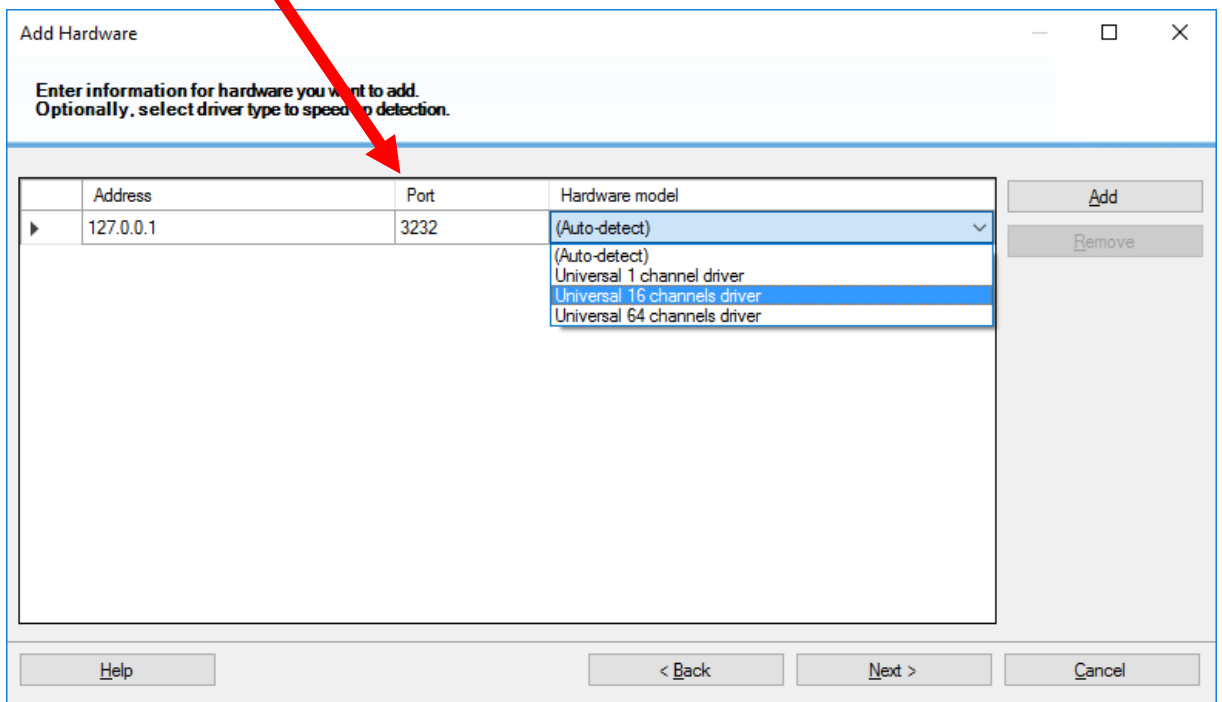 Add Hardware
Enter information for hardware you want to add.
Optionally, select driver type to speed up detection.
Address Port Hardware model
127.0.0.1 3232 (Auto-detect)
(Auto-detect)
Universal 1 channel driver
Universal 16 channels driver
Universal 64 channels driver
Add
Remove
Help < Back Next > Cancel